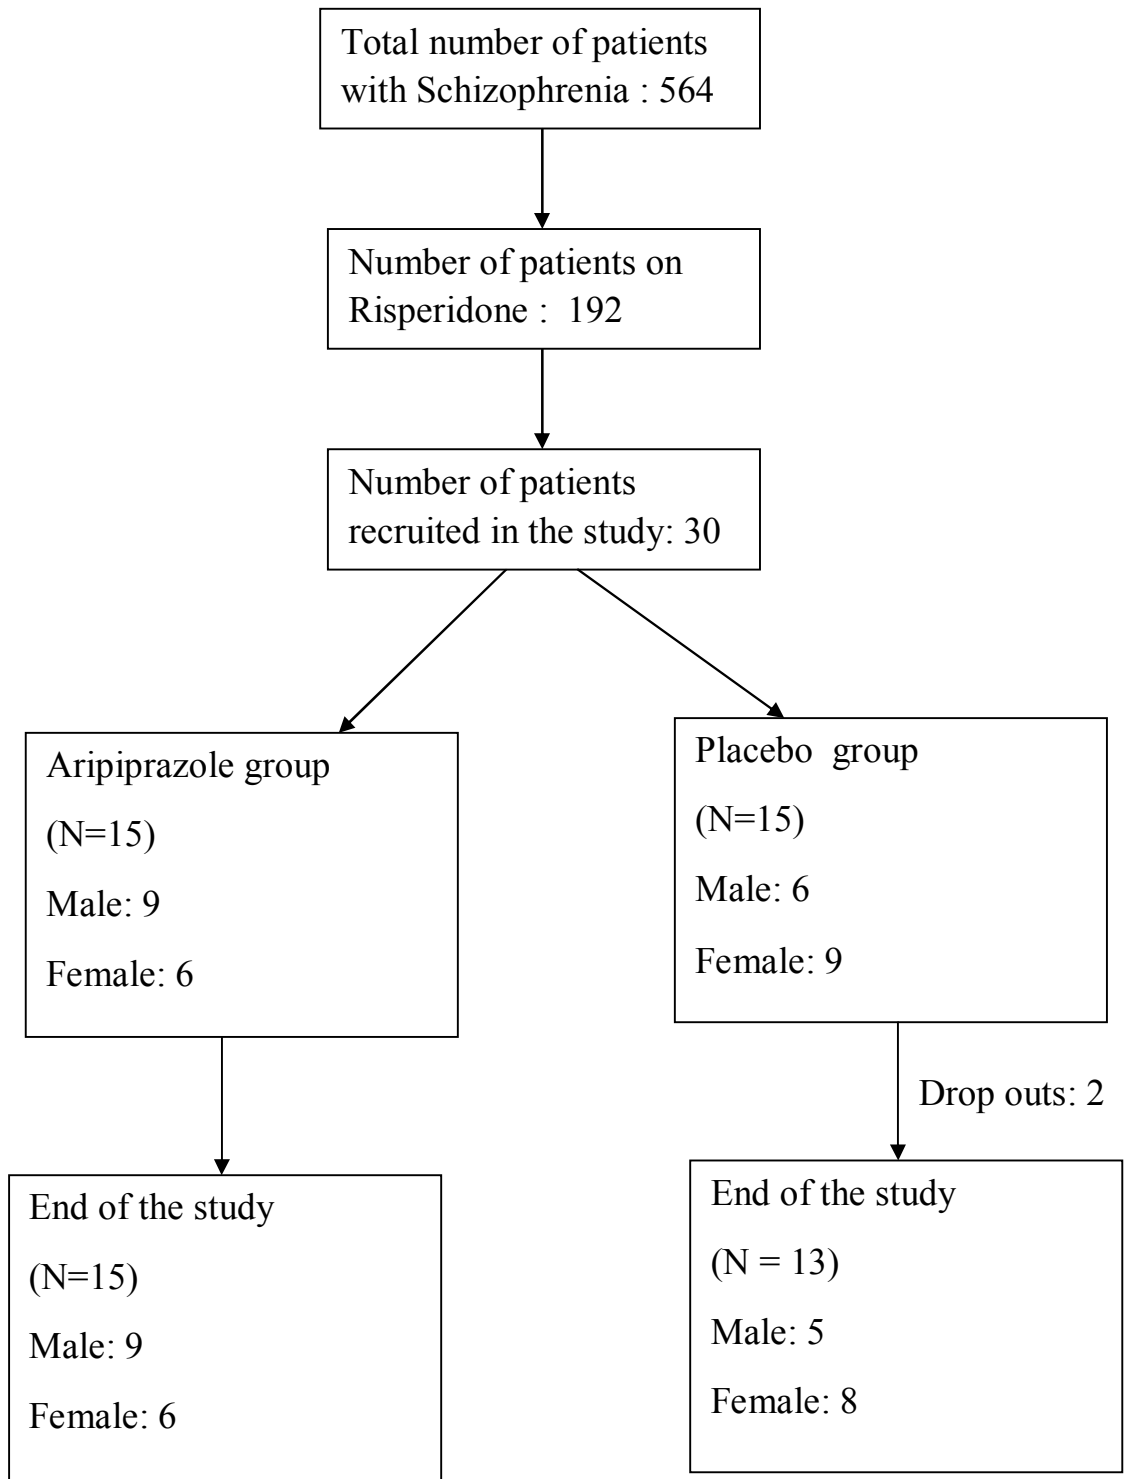 Total number of patients
with Schizophrenia : 564
Number of patients on
Risperidone :  192
Number of patients
recruited in the study: 30
Aripiprazole group
(N=15)
Male: 9
Female: 6
Placebo  group
(N=15)
Male: 6
Female: 9
Drop outs: 2
End of the study
(N=15)
Male: 9
Female: 6
End of the study
(N = 13)
Male: 5
Female: 8